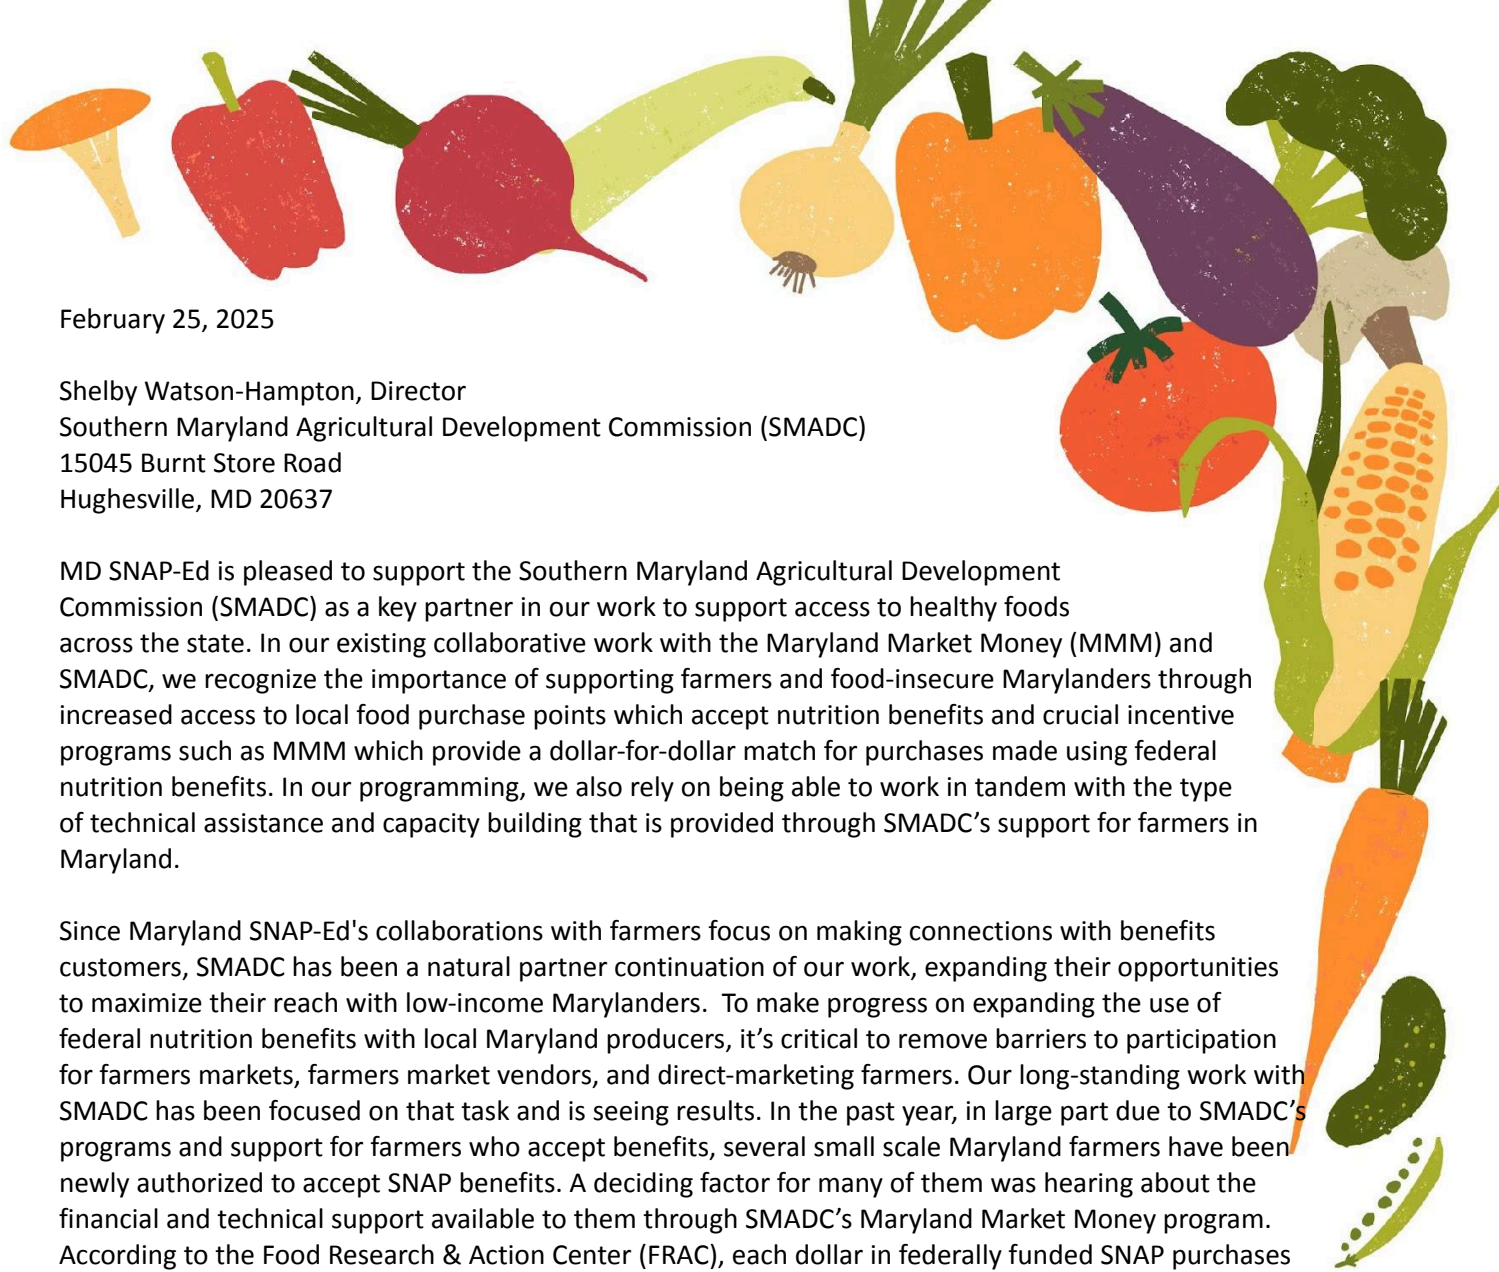 February 25, 2025
Shelby Watson-Hampton, Director
Southern Maryland Agricultural Development Commission (SMADC)
15045 Burnt Store Road
Hughesville, MD 20637
MD SNAP-Ed is pleased to support the Southern Maryland Agricultural Development
Commission (SMADC) as a key partner in our work to support access to healthy foods
across the state. In our existing collaborative work with the Maryland Market Money (MMM) and
SMADC, we recognize the importance of supporting farmers and food-insecure Marylanders through
increased access to local food purchase points which accept nutrition benefits and crucial incentive
programs such as MMM which provide a dollar-for-dollar match for purchases made using federal
nutrition benefits. In our programming, we also rely on being able to work in tandem with the type
of technical assistance and capacity building that is provided through SMADC’s support for farmers in
Maryland.
Since Maryland SNAP-Ed's collaborations with farmers focus on making connections with benefits
customers, SMADC has been a natural partner continuation of our work, expanding their opportunities
to maximize their reach with low-income Marylanders.  To make progress on expanding the use of
federal nutrition benefits with local Maryland producers, it’s critical to remove barriers to participation
for farmers markets, farmers market vendors, and direct-marketing farmers. Our long-standing work with
SMADC has been focused on that task and is seeing results. In the past year, in large part due to SMADC’s
programs and support for farmers who accept benefits, several small scale Maryland farmers have been
newly authorized to accept SNAP benefits. A deciding factor for many of them was hearing about the
financial and technical support available to them through SMADC’s Maryland Market Money program.
According to the Food Research & Action Center (FRAC), each dollar in federally funded SNAP purchases